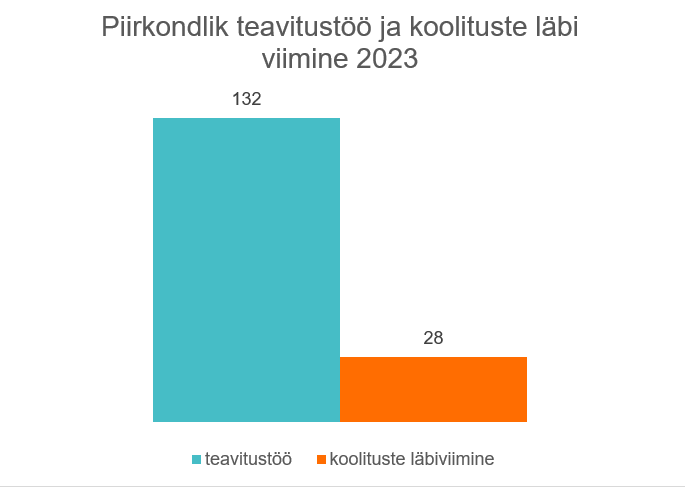 Piirkondlik teavitustöö ja koolituste läbi
viimine 2023
132
28
teavitustöö koolituste läbiviimine